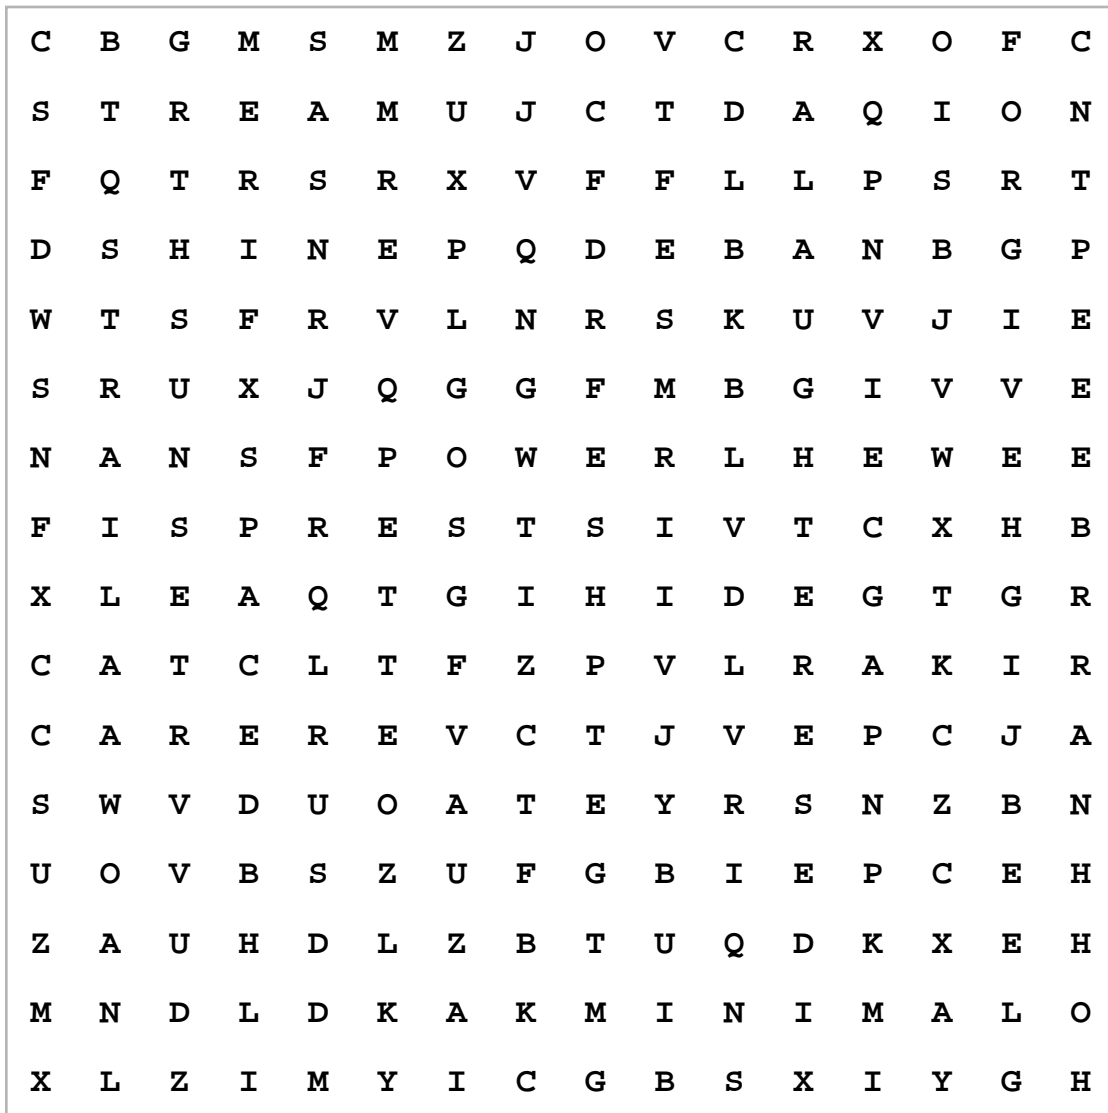 C B G M S M Z J O V C R X O F C
S T R E A M U J C T D A Q I O N
F Q T R S R X V F F L L P S R T
D S H I N E P Q D E B A N B G P
W T S F R V L N R S K U V J I E
S R U X J Q G G F M B G I V V E
N A N S F P O W E R L H E W E E
F I S P R E S T S I V T C X H B
X L E A Q T G I H I D E G T G R
C A T C L T F Z P V L R A K I R
C A R E R E V C T J V E P C J A
S W V D U O A T E Y R S N Z B N
U O V B S Z U F G B I E P C E H
Z A U H D L Z B T U Q D K X E H
M N D L D K A K M I N I M A L O
X L Z I M Y I C G B S X I Y G H